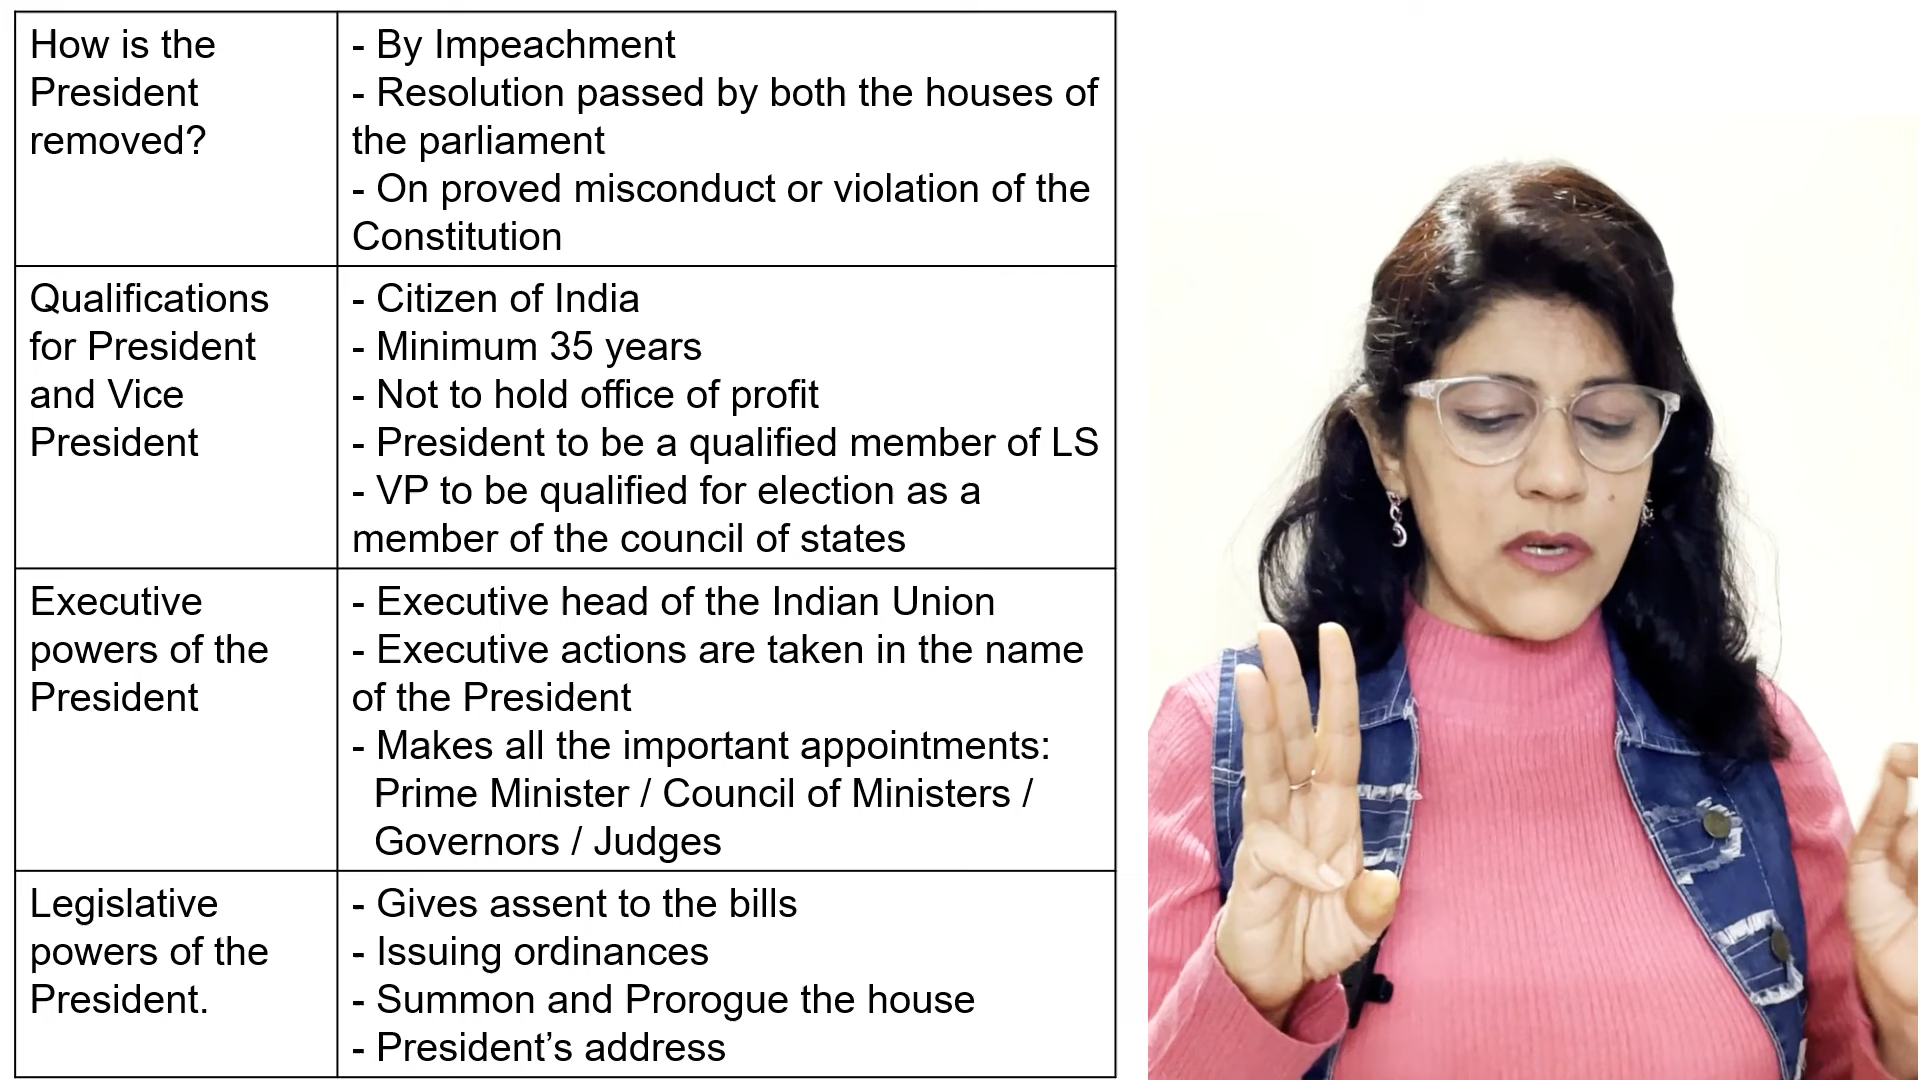 How is the
President
removed?
- By Impeachment
- Resolution passed by both the houses of
the parliament
- On proved misconduct or violation of the
Constitution
Qualifications
for President
and Vice
President
- Citizen of India
- Minimum 35 years
- Not to hold office of profit
- President to be a qualified member of LS
- VP to be qualified for election as a
member of the council of states
Executive
powers of the
President
- Executive head of the Indian Union
- Executive actions are taken in the name
of the President
- Makes all the important appointments:
Prime Minister / Council of Ministers /
Governors / Judges
Legislative
powers of the
President.
- Gives assent to the bills
- Issuing ordinances
- Summon and Prorogue the house
- President’s address